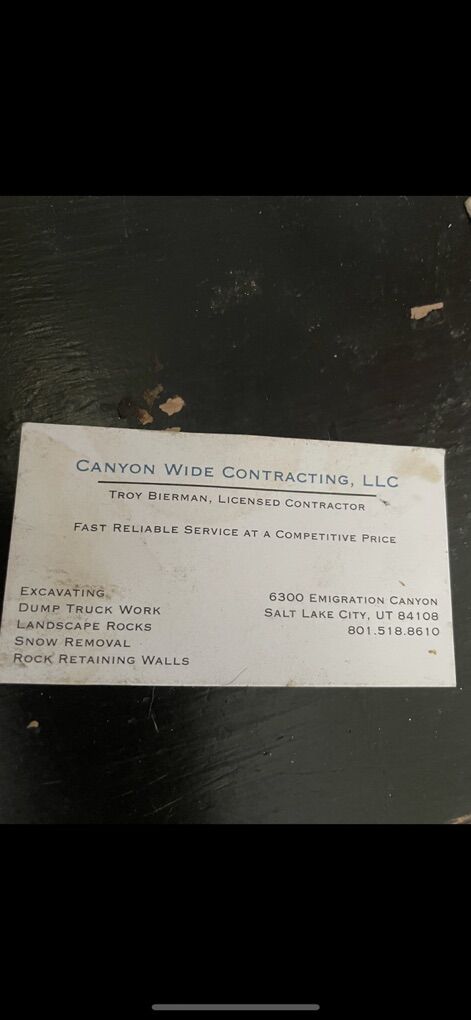 CANYON WIDE CONTRACTING, LLC
TROY BIERMAN, LICENSED CONTRACTOR
FAST RELIABLE SERVICE AT A COMPETITIVE PRICE
EXCAVATING
DUMP TRUCK WORK
LANDSCAPE ROCKS
SNOW REMOVAL
ROCK RETAINING WALLS
6300 EMIGRATION CANYON
SALT LAKE CITY, UT 84108
801.518.8610